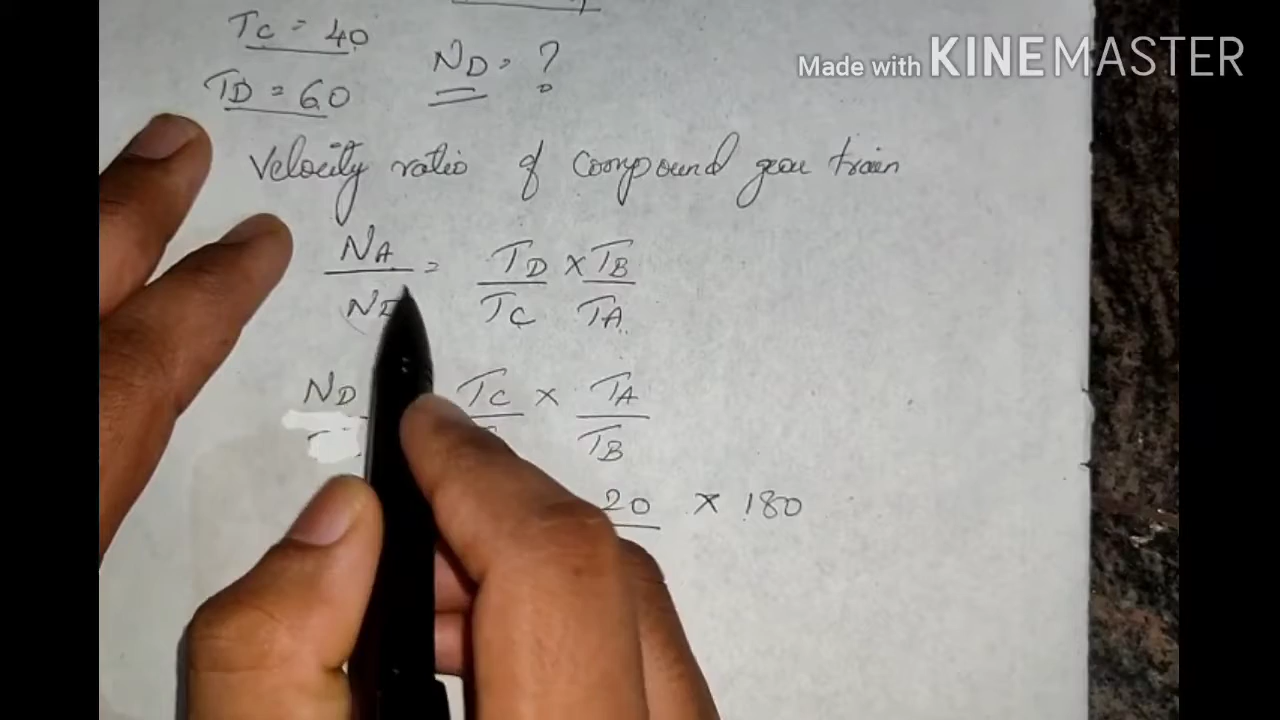 TC = 40
ND = ?
Made with KINEMASTER
TD = 60
Velocity ratio of compound gear train
NA = TD × TB
ND TC TA
ND TC × TA
TB
20 × 180